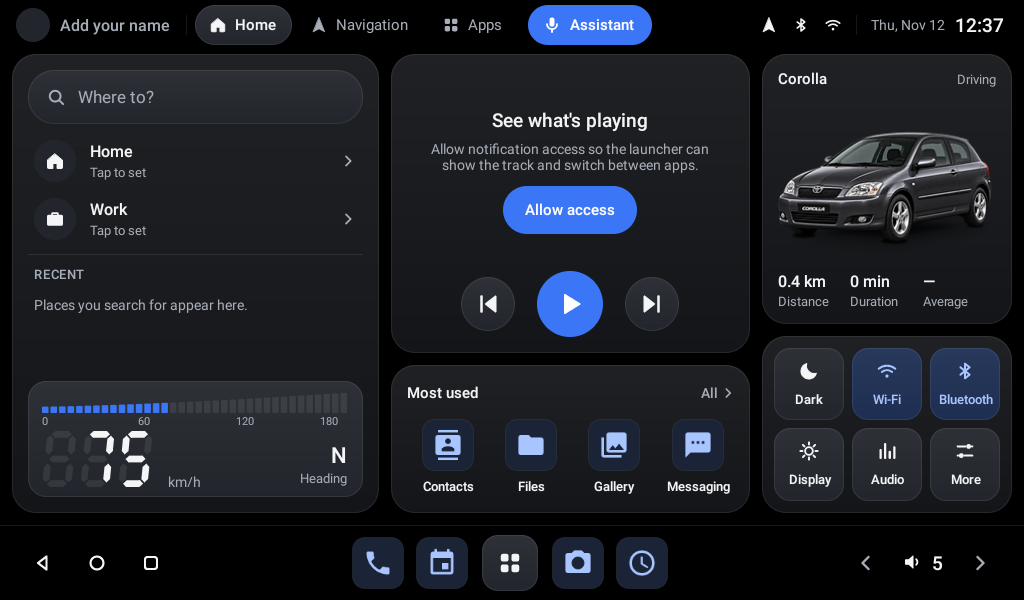 Add your name
Home
Navigation
Apps
Assistant
Thu, Nov 12
12:37
Where to?
Home
Tap to set
Work
Tap to set
RECENT
Places you search for appear here.
0
60
120
180
75
km/h
N
Heading
See what's playing
Allow notification access so the launcher can
show the track and switch between apps.
Allow access
Most used
All
Contacts
Files
Gallery
Messaging
Corolla
Driving
COROLLA
0.4 km
0 min
–
Distance
Duration
Average
Dark
Wi-Fi
Bluetooth
Display
Audio
More
5